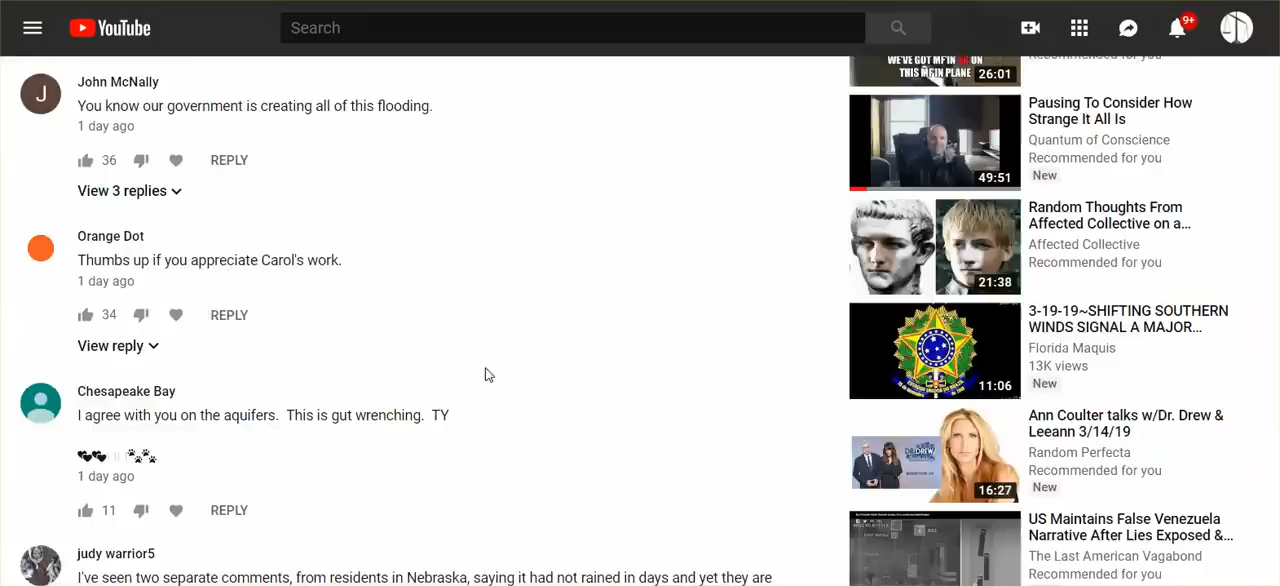 YouTube
Search
9+
J
John McNally
You know our government is creating all of this flooding.
1 day ago
36
REPLY
View 3 replies
Orange Dot
Thumbs up if you appreciate Carol's work.
1 day ago
34
REPLY
View reply
Chesapeake Bay
I agree with you on the aquifers. This is gut wrenching. TY
1 day ago
11
REPLY
judy warrior5
I've seen two separate comments, from residents in Nebraska, saying it had not rained in days and yet they are
ON
THIS PLANE
26:01
Recommended for you
49:51
Pausing To Consider How
Strange It All Is
Quantum of Conscience
Recommended for you
New
21:38
Random Thoughts From
Affected Collective on a...
Affected Collective
Recommended for you
11:06
3-19-19~SHIFTING SOUTHERN
WINDS SIGNAL A MAJOR...
Florida Maquis
13K views
New
DR. DREW
16:27
Ann Coulter talks w/Dr. Drew &
Leeann 3/14/19
Random Perfecta
Recommended for you
New
US Maintains False Venezuela
Narrative After Lies Exposed &...
The Last American Vagabond
Recommended for you